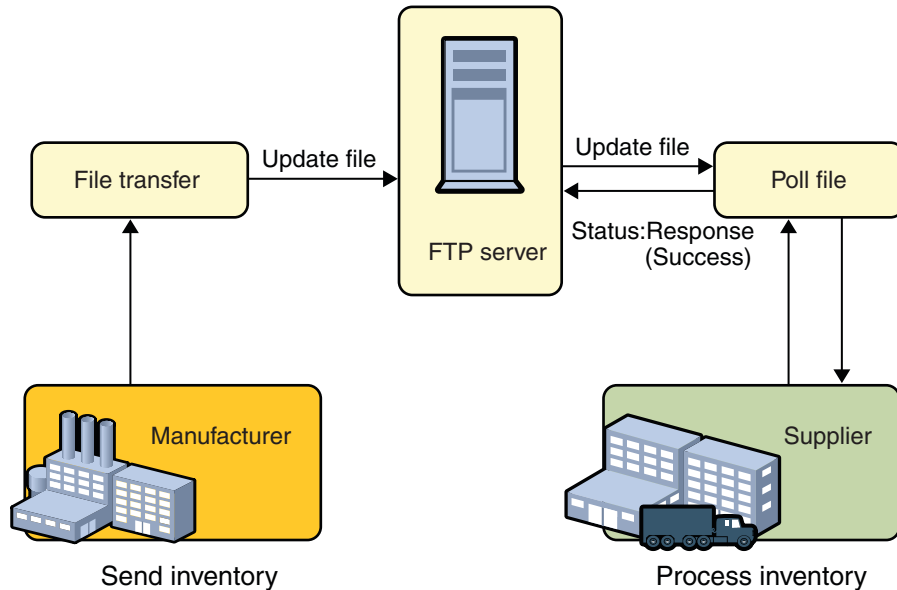 File transfer
Update file
FTP server
Update file
Status:Response
(Success)
Poll file
Manufacturer
Send inventory
Supplier
Process inventory